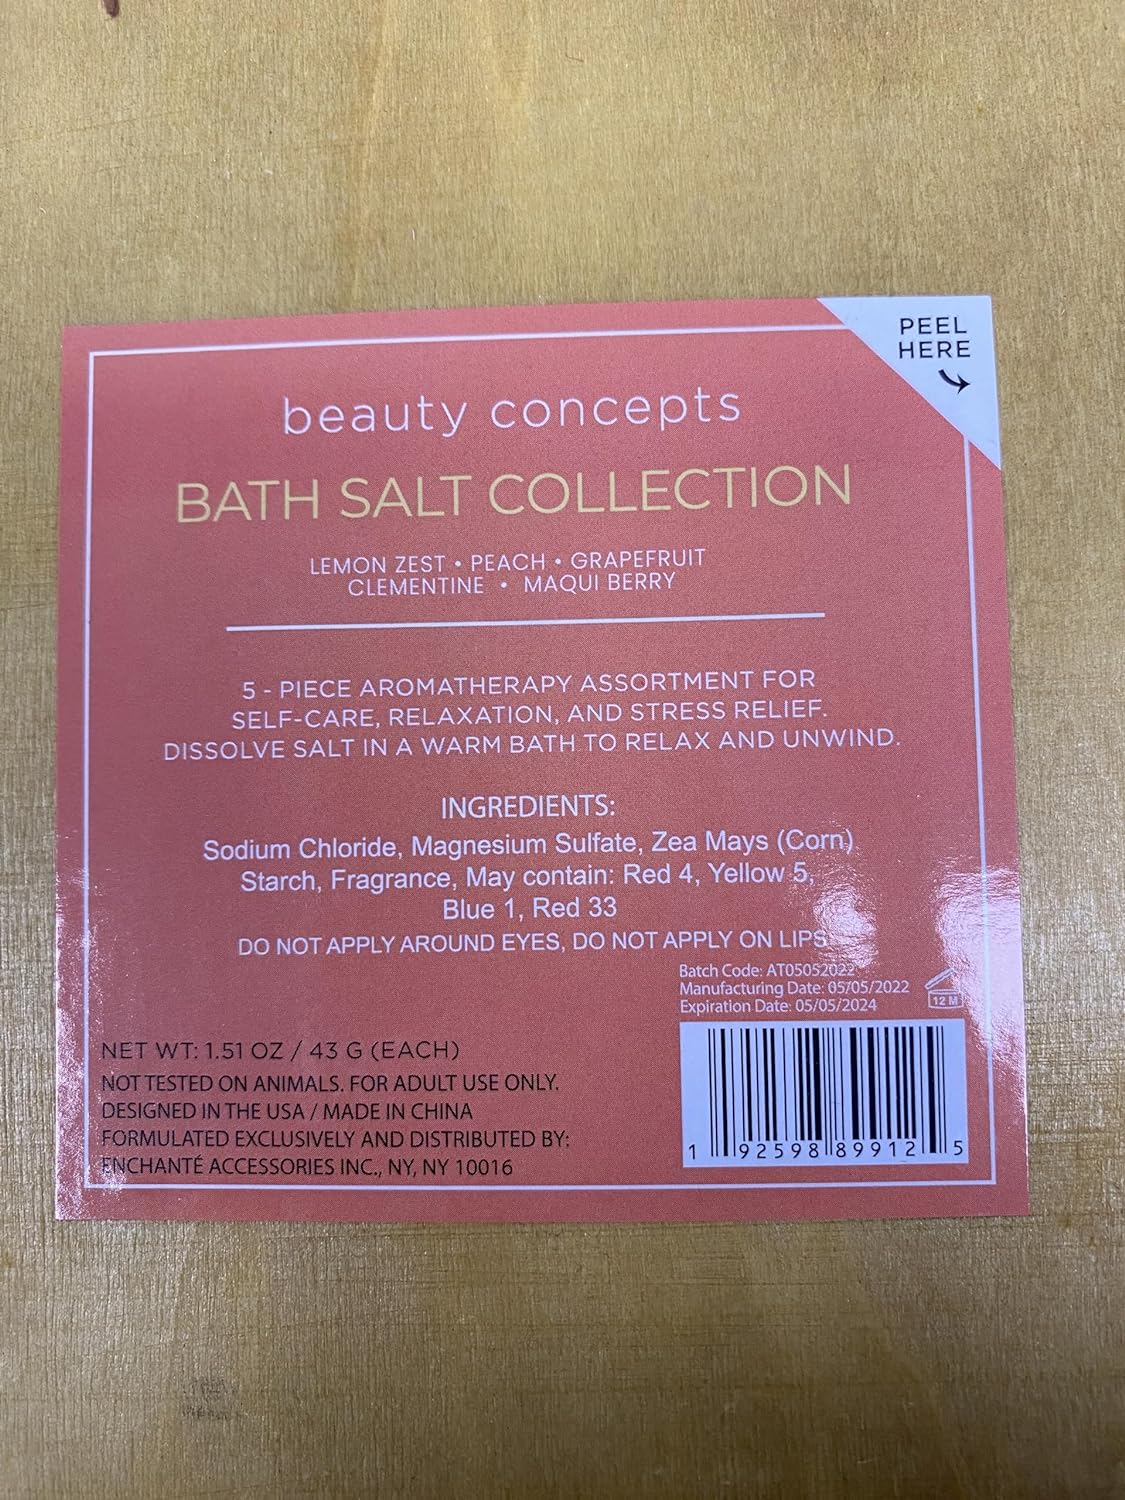 PEEL
HERE
beauty concepts
BATH SALT COLLECTION
LEMON ZEST • PEACH • GRAPEFRUIT
CLEMENTINE • MAQUI BERRY
5 - PIECE AROMATHERAPY ASSORTMENT FOR
SELF-CARE, RELAXATION, AND STRESS RELIEF.
DISSOLVE SALT IN A WARM BATH TO RELAX AND UNWIND.
INGREDIENTS:
Sodium Chloride, Magnesium Sulfate, Zea Mays (Corn)
Starch, Fragrance, May contain: Red 4, Yellow 5,
Blue 1, Red 33
DO NOT APPLY AROUND EYES, DO NOT APPLY ON LIPS
Batch Code: AT05052022
Manufacturing Date: 05/05/2022
Expiration Date: 05/05/2024
12 M
NET WT: 1.51 OZ / 43 G (EACH)
NOT TESTED ON ANIMALS. FOR ADULT USE ONLY.
DESIGNED IN THE USA / MADE IN CHINA
FORMULATED EXCLUSIVELY AND DISTRIBUTED BY:
ENCHANTÉ ACCESSORIES INC., NY, NY 10016
1 92598 89912 5